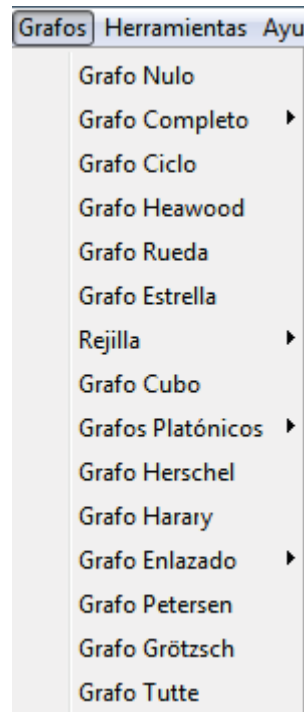 Grafos Herramientas Ayu
Grafo Nulo
Grafo Completo
Grafo Ciclo
Grafo Heawood
Grafo Rueda
Grafo Estrella
Rejilla
Grafo Cubo
Grafos Platónicos
Grafo Herschel
Grafo Harary
Grafo Enlazado
Grafo Petersen
Grafo Grötzsch
Grafo Tutte